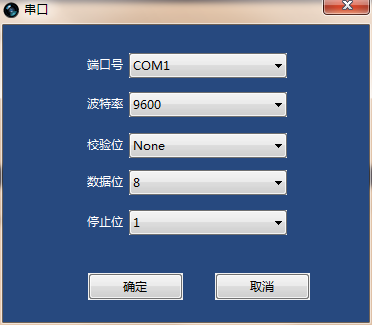 串口
端口号 COM1
波特率 9600
校验位 None
数据位 8
停止位 1
确定 取消